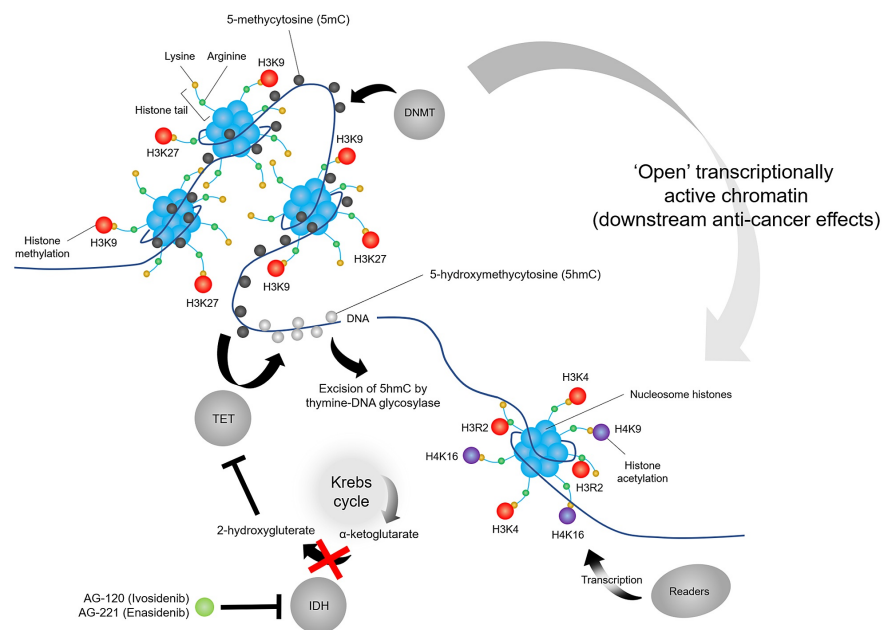 5-methycytosine (5mC)
Lysine
Arginine
H3K9
Histone tail
DNMT
H3K27
H3K9
'Open' transcriptionally
active chromatin
(downstream anti-cancer effects)
Histone
methylation
H3K9
H3K27
H3K27
H3K9
5-hydroxymethycytosine (5hmC)
DNA
Excision of 5hmC by
thymine-DNA glycosylase
TET
H3K4
Nucleosome histones
H3R2
H4K9
H4K16
Histone
acetylation
H3R2
H3K4
H4K16
Krebs
cycle
2-hydroxygluterate
α-ketoglutarate
Transcription
Readers
AG-120 (Ivosidenib)
AG-221 (Enasidenib)
IDH